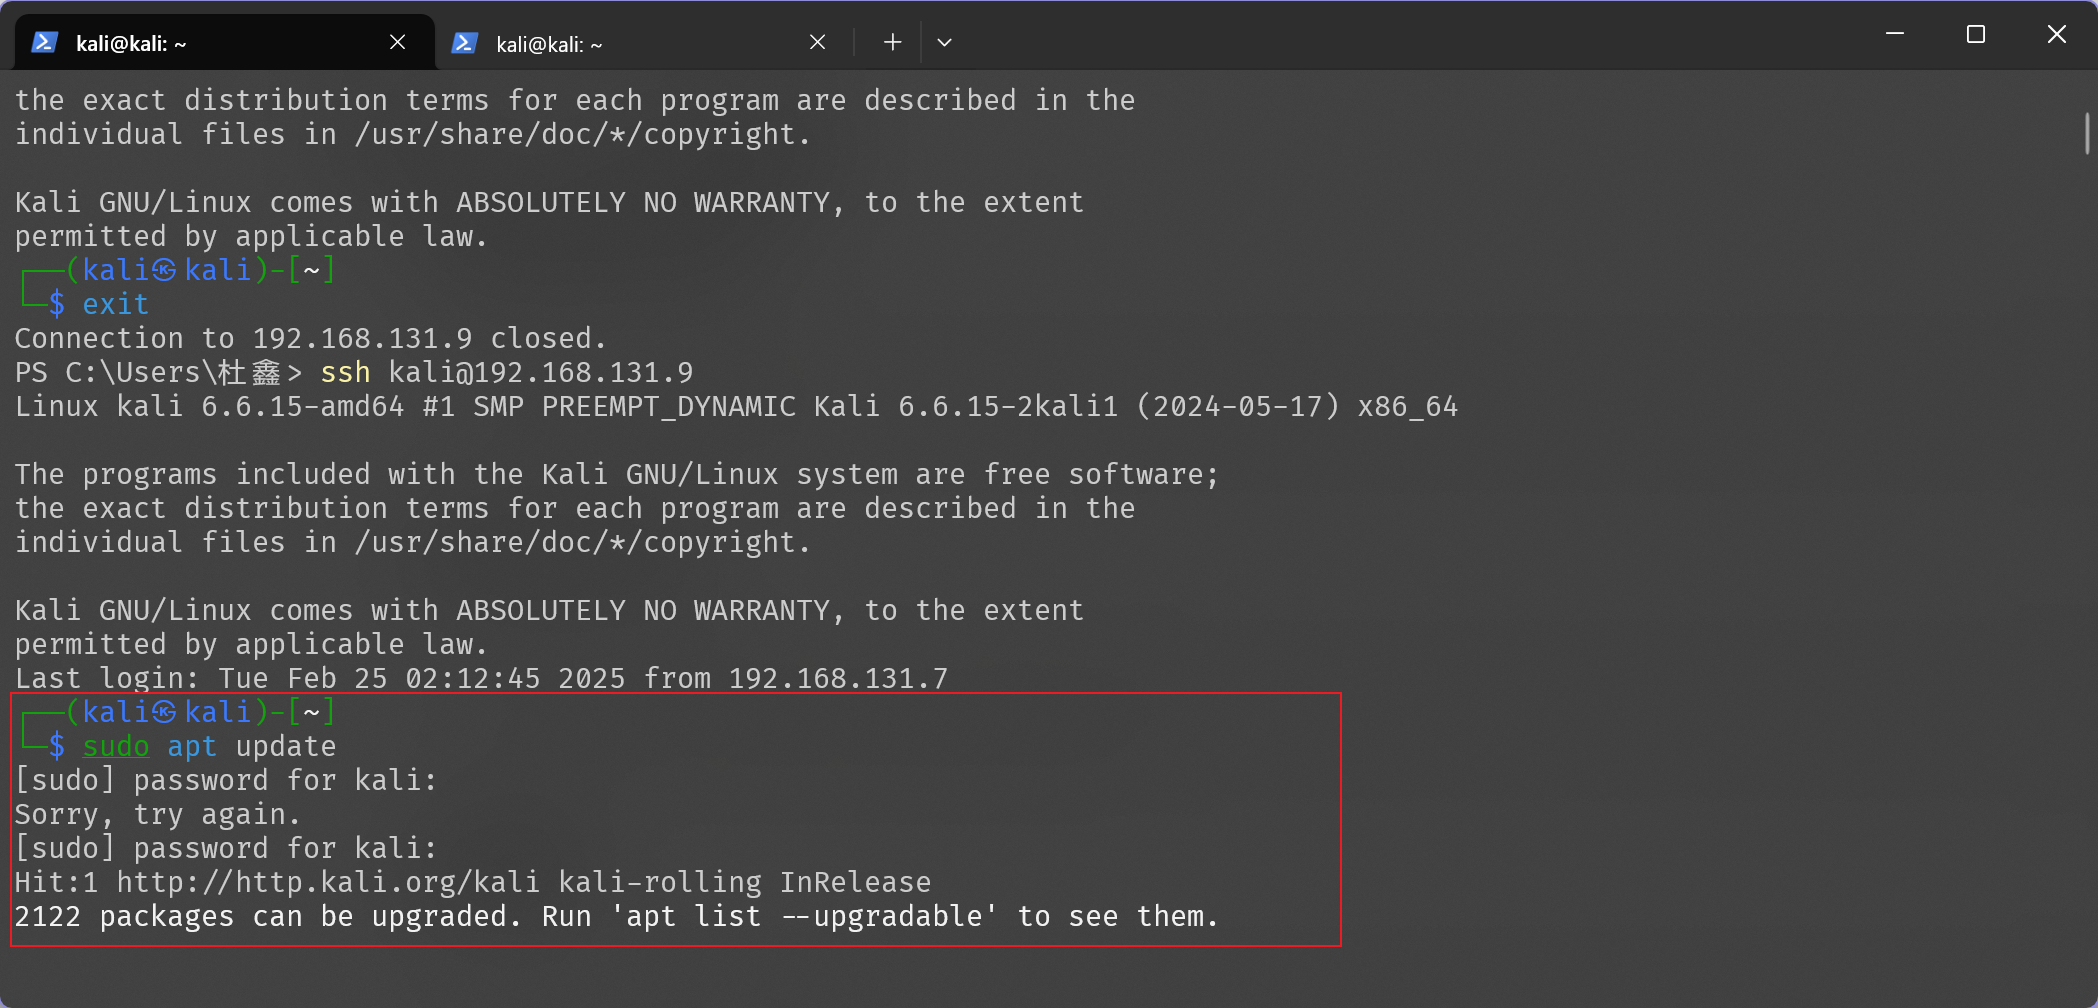 kali@kali: ~
kali@kali: ~
the exact distribution terms for each program are described in the
individual files in /usr/share/doc/*/copyright.
Kali GNU/Linux comes with ABSOLUTELY NO WARRANTY, to the extent
permitted by applicable law.
┌──(kali㉿kali)-[~]
└─$ exit
Connection to 192.168.131.9 closed.
PS C:\Users\杜鑫> ssh kali@192.168.131.9
Linux kali 6.6.15-amd64 #1 SMP PREEMPT_DYNAMIC Kali 6.6.15-2kali1 (2024-05-17) x86_64
The programs included with the Kali GNU/Linux system are free software;
the exact distribution terms for each program are described in the
individual files in /usr/share/doc/*/copyright.
Kali GNU/Linux comes with ABSOLUTELY NO WARRANTY, to the extent
permitted by applicable law.
Last login: Tue Feb 25 02:12:45 2025 from 192.168.131.7
┌──(kali㉿kali)-[~]
└─$ sudo apt update
[sudo] password for kali:
Sorry, try again.
[sudo] password for kali:
Hit:1 http://http.kali.org/kali kali-rolling InRelease
2122 packages can be upgraded. Run 'apt list --upgradable' to see them.